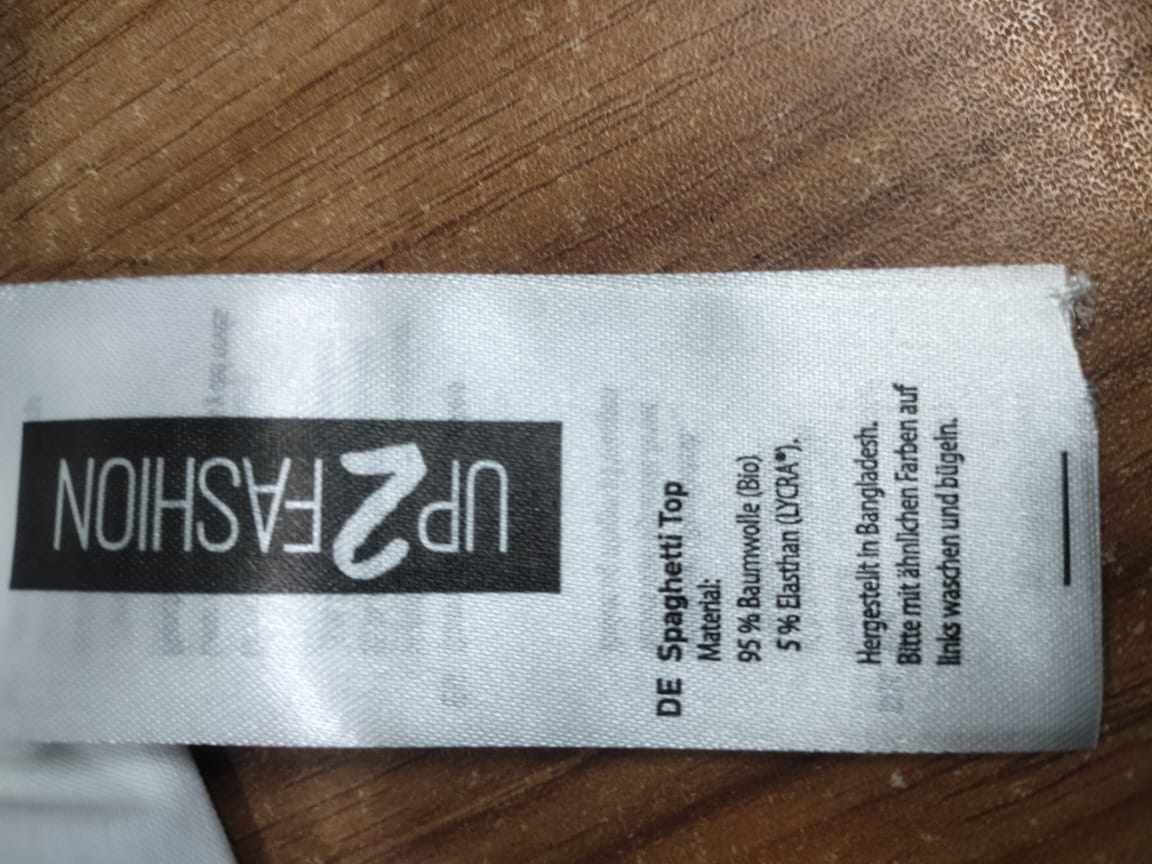 UP2FASHION
DE Spaghetti Top
Material:
95 % Baumwolle (Bio)
5 % Elasthan (LYCRA®).
Hergestellt in Bangladesh.
Bitte mit ähnlichen Farben auf
links waschen und bügeln.